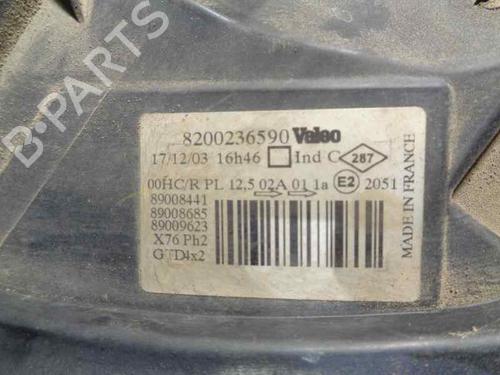 8200236590 Valeo
17/12/03 16h46 Ind C 287
00HC/R PL 12,5 02A 01 1a E2 2051
89008441
89008685
89009623
X76 Ph2
GTD4x2
MADE IN FRANCE
B-PARTS